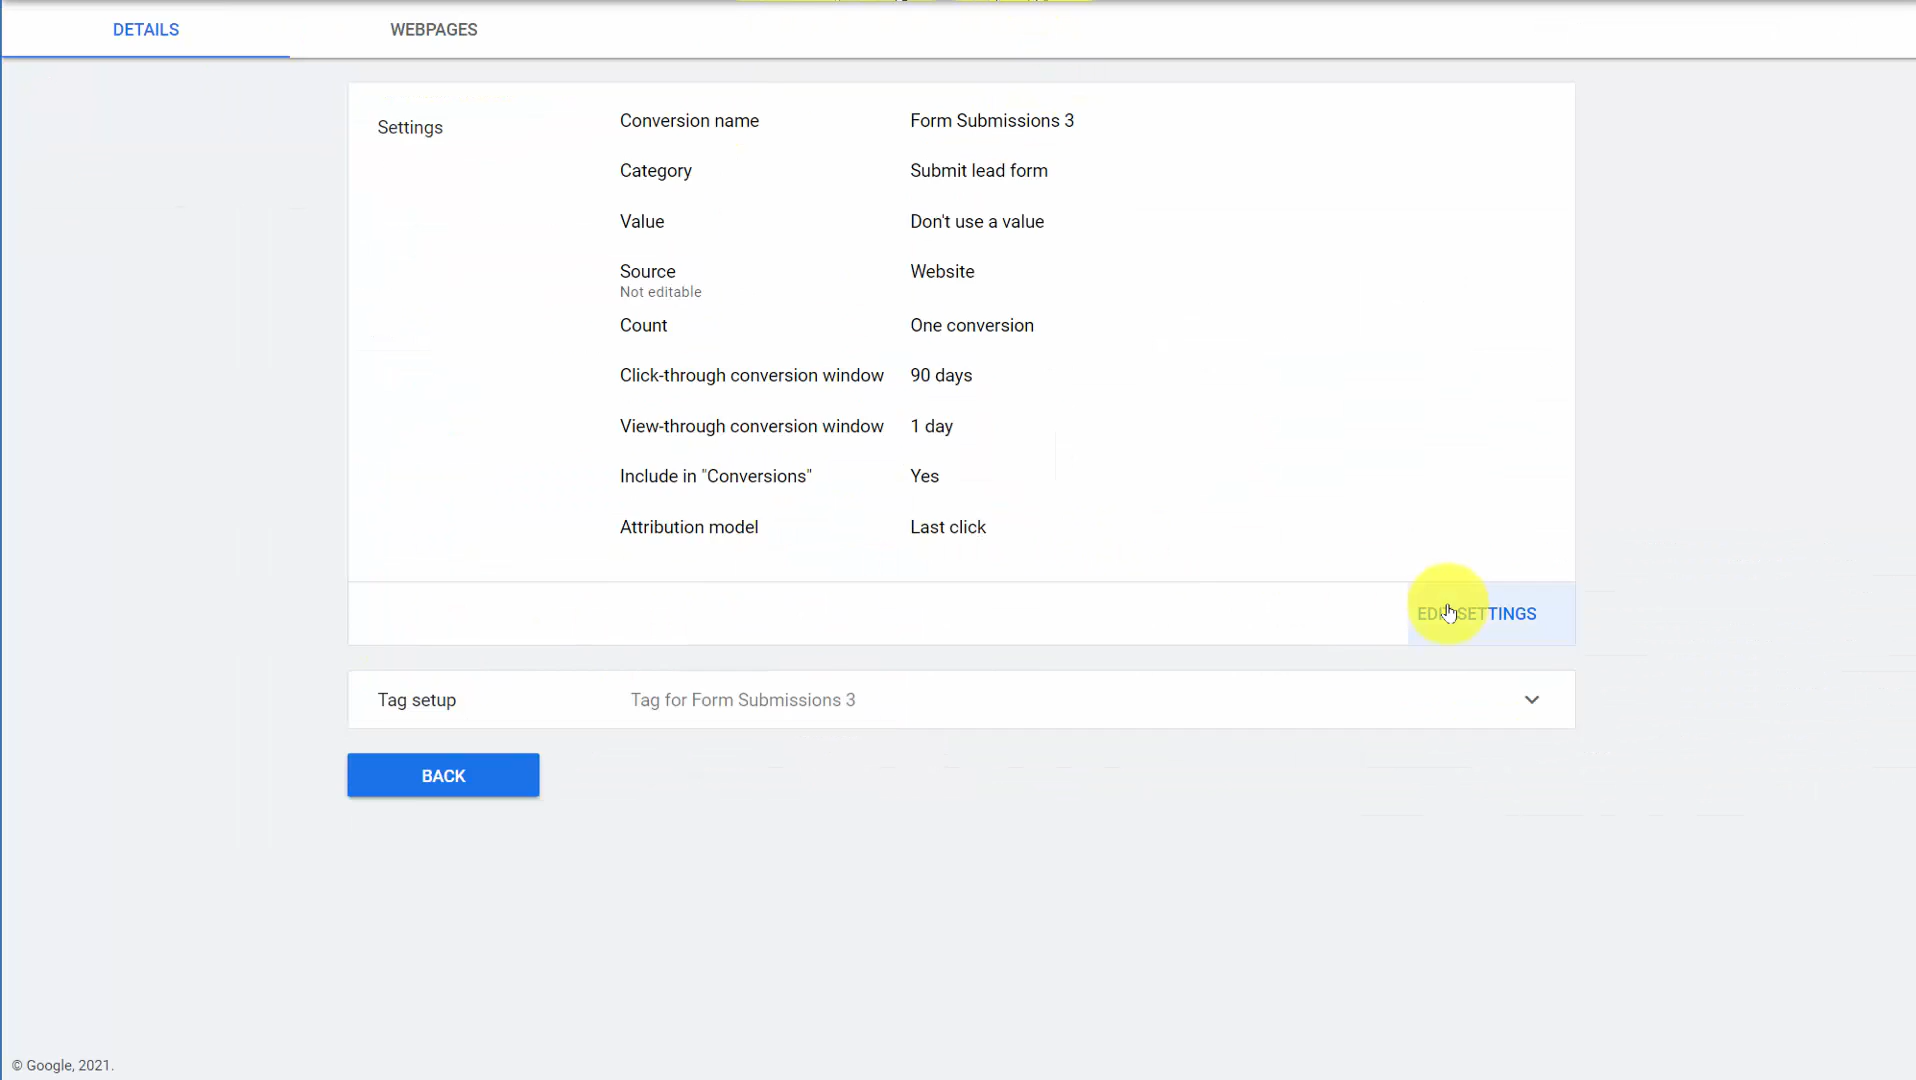 DETAILS
WEBPAGES
Settings
Conversion name
Form Submissions 3
Category
Submit lead form
Value
Don't use a value
Source
Not editable
Website
Count
One conversion
Click-through conversion window
90 days
View-through conversion window
1 day
Include in "Conversions"
Yes
Attribution model
Last click
EDIT SETTINGS
Tag setup
Tag for Form Submissions 3
BACK
© Google, 2021.